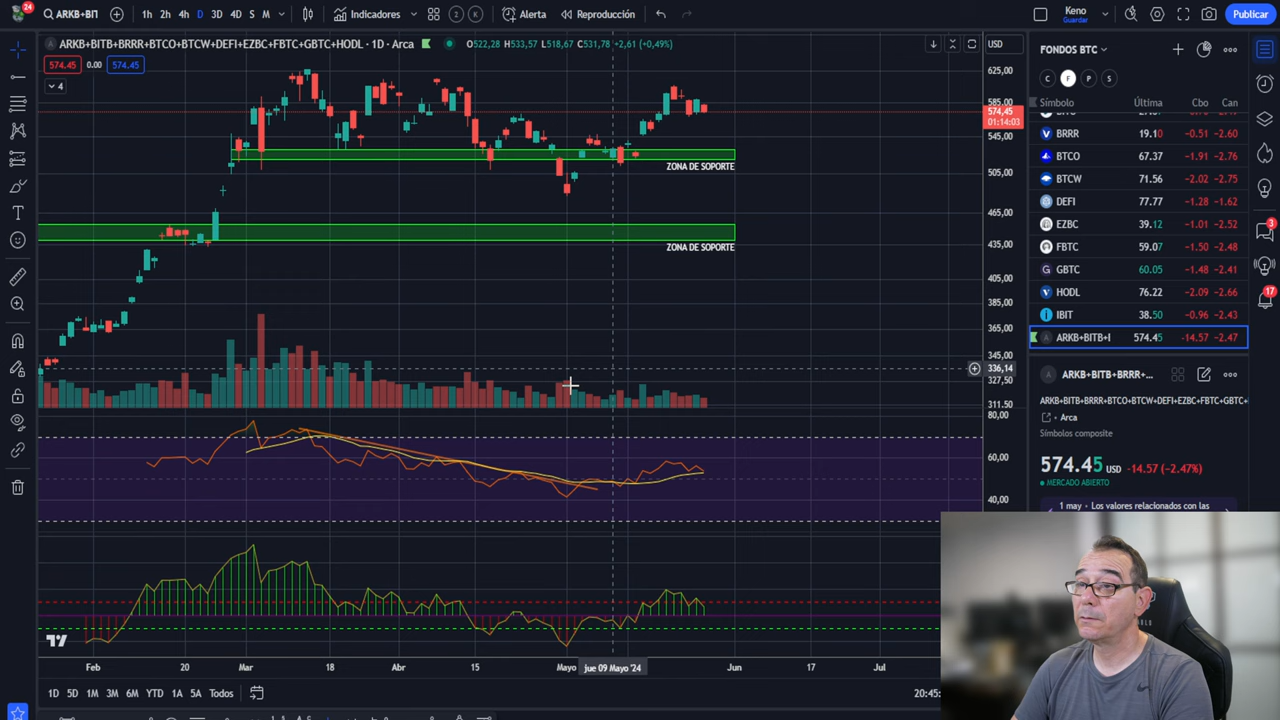 24
ARKB+BIT
1h 2h 4h D 3D 4D S M
Indicadores
2 K
Alerta
Reproducción
Keno
Guardar
Publicar
ARKB+BITB+BRRR+BTCO+BTCW+DEFI+EZBC+FBTC+GBTC+HODL · 1D · Arca
O522,28 H533,57 L518,67 C531,78 +2,61 (+0,49%)
USD
574.45 0.00 574.45
4
625,00
585,00
574,45
01:14:03
545,00
505,00
465,00
435,00
405,00
385,00
365,00
345,00
336,14
327,50
311.50
80,00
60,00
40,00
ZONA DE SOPORTE
ZONA DE SOPORTE
FONDOS BTC
C F P S
Símbolo Última Cbo Can
BRRR 19.10 -0.51 -2.60
BTCO 67.37 -1.91 -2.76
BTCW 71.56 -2.02 -2.75
DEFI 77.77 -1.28 -1.62
EZBC 39.12 -1.01 -2.52
FBTC 59.07 -1.50 -2.48
GBTC 60.05 -1.48 -2.41
HODL 76.22 -2.09 -2.66
IBIT 38.50 -0.96 -2.43
ARKB+BITB+I 574.45 -14.57 -2.47
3
17
ARKB+BITB+BRRR+...
ARKB+BITB+BRRR+BTCO+BTCW+DEFI+EZBC+FBTC+GBTC+
Arca
Símbolos composite
574.45 USD -14.57 (-2.47%)
MERCADO ABIERTO
1 may · Los valores relacionados con las
Feb 20 Mar 18 Abr 15 Mayo jue 09 Mayo '24 Jun 17 Jul
1D 5D 1M 3M 6M YTD 1A 5A Todos
20:45: